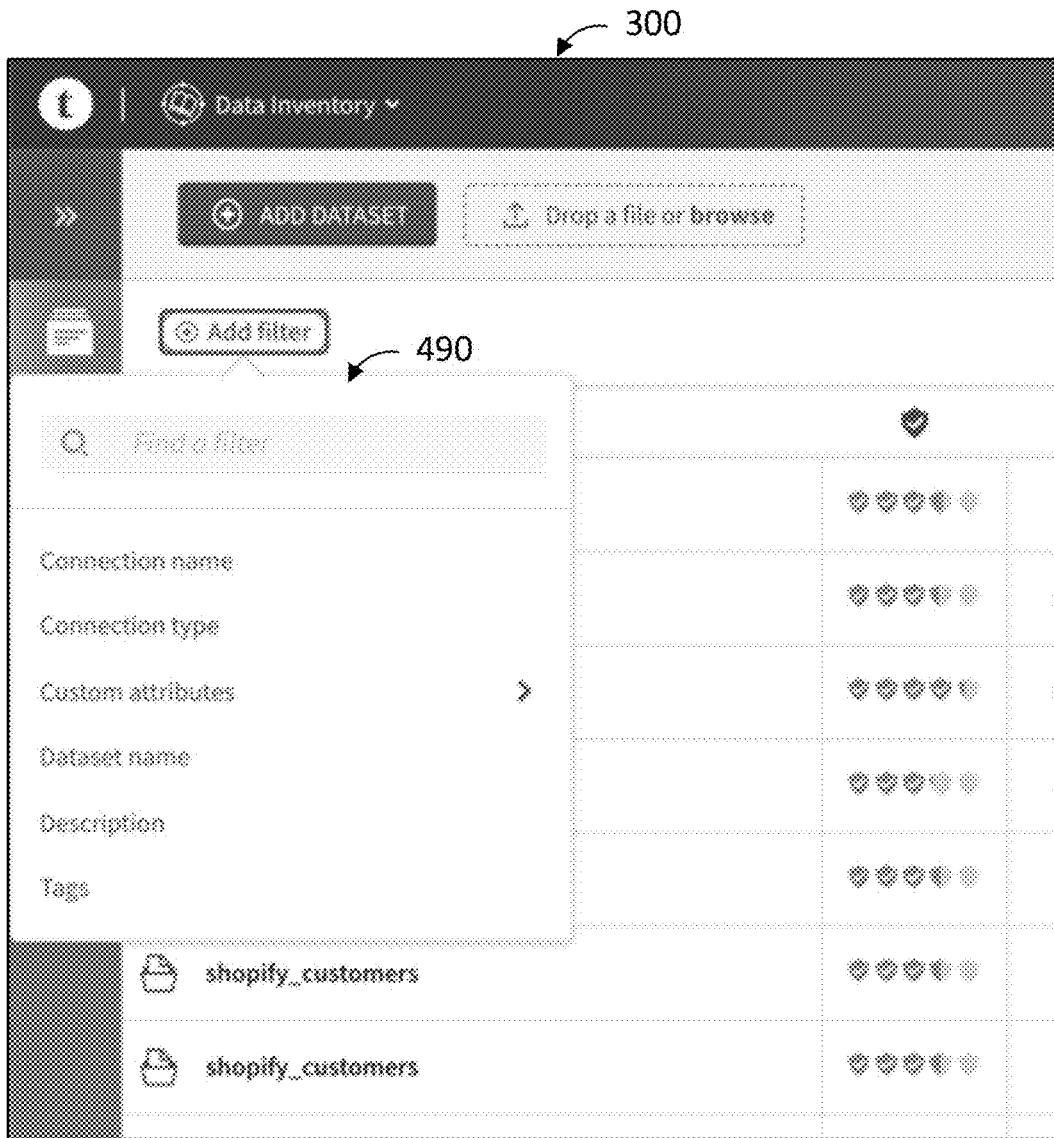 300
t | Data Inventory
» ADD DATASET Drop a file or browse
Add filter
490
Find a filter
Connection name
Connection type
Custom attributes
Dataset name
Description
Tags
shopify_customers
shopify_customers